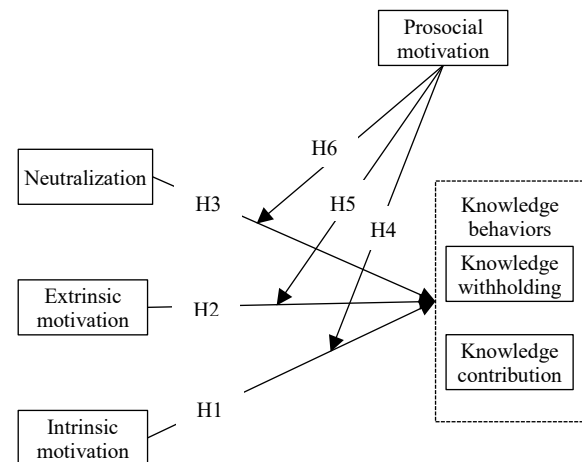 Prosocial
motivation
H6
Neutralization
H3
H5
H4
Knowledge
behaviors
Knowledge
withholding
Extrinsic
motivation
H2
Knowledge
contribution
H1
Intrinsic
motivation